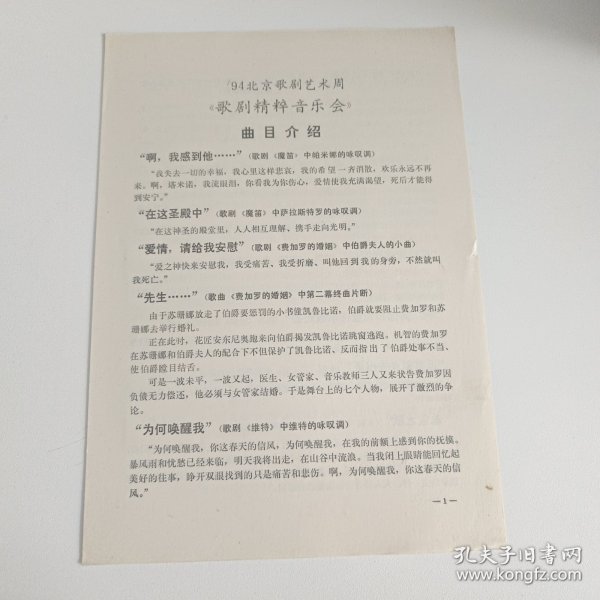 94北京歌剧艺术周
《歌剧精粹音乐会》
曲目介绍
“啊，我感到他……”（歌剧《魔笛》中帕米娜的咏叹调）
“我失去一切的幸福，我心里这样悲哀，我的希望一齐消散，欢乐永远不再
来。啊，塔米诺，我流眼泪，你看我为你伤心，爱情使我充满渴望，死后才能得
到安宁。”
“在这圣殿中”（歌剧《魔笛》中萨拉斯特罗的咏叹调）
“在这神圣的殿堂里，人人相互理解、携手走向光明。”
“爱情，请给我安慰”（歌剧《费加罗的婚姻》中伯爵夫人的小曲）
“爱之神快来安慰我，我受痛苦、我受折磨、叫他回到我的身旁，不然就叫
我死亡。”
“先生……”（歌曲《费加罗的婚姻》中第二幕终曲片断）
由于苏珊娜放走了伯爵要惩罚的小书僮凯鲁比诺，伯爵就要阻止费加罗和苏
珊娜去举行婚礼。
正在此时，花匠安东尼奥跑来向伯爵揭发凯鲁比诺跳窗逃跑。机智的费加罗
在苏珊娜和伯爵夫人的配合下不但保护了凯鲁比诺、反而指出了伯爵处事不当、
使伯爵瞠目结舌。
可是一波未平，一波又起，医生、女管家、音乐教师三人又来状告费加罗因
负债无力偿还，他必须与女管家结婚。于是舞台上的七个人物，展开了激烈的争
论。
“为何唤醒我”（歌剧《维特》中维特的咏叹调）
“为何唤醒我，你这春天的信风，为何唤醒我，在我的前额上感到你的抚摸。
暴风雨和忧愁已经来临，明天我将出走，在山谷中流浪。当我闭上眼睛能回忆起
美好的往事，睁开双眼找到的只是痛苦和悲伤。啊，为何唤醒我，你这春天的信
风。”
—1—
孔夫子旧书网
www.kongfz.com